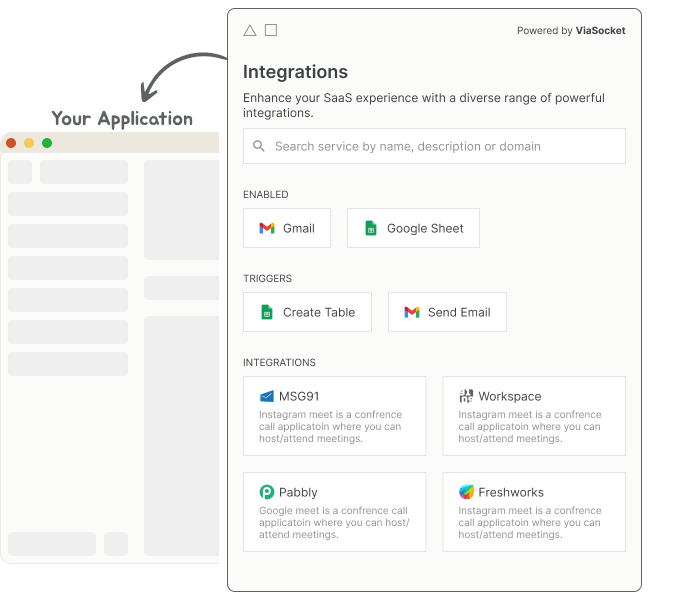 Powered by ViaSocket
Integrations
Enhance your SaaS experience with a diverse range of powerful
integrations.
Your Application
Search service by name, description or domain
ENABLED
Gmail
Google Sheet
TRIGGERS
Create Table
Send Email
INTEGRATIONS
MSG91
Instagram meet is a confrence
call applicatoin where you can
host/attend meetings.
Workspace
Instagram meet is a confrence
call applicatoin where you can
host/attend meetings.
Pabbly
Google meet is a confrence call
applicatoin where you can host/
attend meetings.
Freshworks
Instagram meet is a confrence
call applicatoin where you can
host/attend meetings.